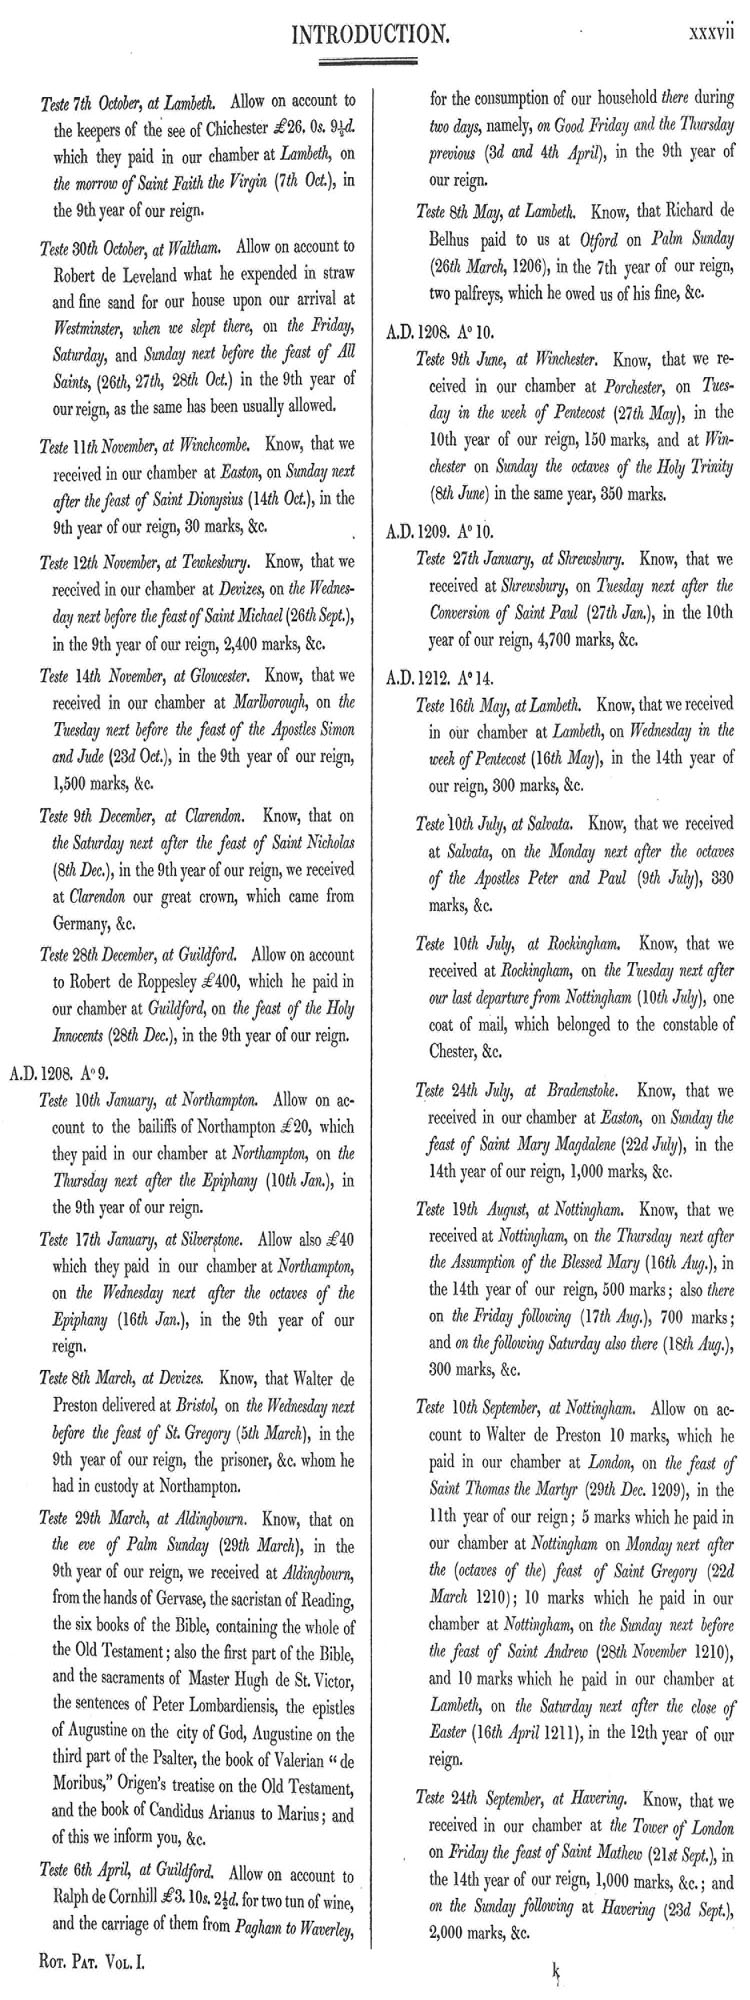 INTRODUCTION.
xxxvii
Teste 7th October, at Lambeth. Allow on account to
the keepers of the see of Chichester £26. 0s. 9½d.
which they paid in our chamber at Lambeth, on
the morrow of Saint Faith the Virgin (7th Oct.), in
the 9th year of our reign.
Teste 30th October, at Waltham. Allow on account to
Robert de Leveland what he expended in straw
and fine sand for our house upon our arrival at
Westminster, when we slept there, on the Friday,
Saturday, and Sunday next before the feast of All
Saints, (26th, 27th, 28th Oct.) in the 9th year of
our reign, as the same has been usually allowed.
Teste 11th November, at Winchcombe. Know, that we
received in our chamber at Easton, on Sunday next
after the feast of Saint Dionysius (14th Oct.), in the
9th year of our reign, 30 marks, &c.
Teste 12th November, at Tewkesbury. Know, that we
received in our chamber at Devizes, on the Wednes-
day next before the feast of Saint Michael (26th Sept.),
in the 9th year of our reign, 2,400 marks, &c.
Teste 14th November, at Gloucester. Know, that we
received in our chamber at Marlborough, on the
Tuesday next before the feast of the Apostles Simon
and Jude (23d Oct.), in the 9th year of our reign,
1,500 marks, &c.
Teste 9th December, at Clarendon. Know, that on
the Saturday next after the feast of Saint Nicholas
(8th Dec.), in the 9th year of our reign, we received
at Clarendon our great crown, which came from
Germany, &c.
Teste 28th December, at Guildford. Allow on account
to Robert de Roppesley £400, which he paid in
our chamber at Guildford, on the feast of the Holy
Innocents (28th Dec.), in the 9th year of our reign.
A.D. 1208. Aº 9.
Teste 10th January, at Northampton. Allow on ac-
count to the bailiffs of Northampton £20, which
they paid in our chamber at Northampton, on the
Thursday next after the Epiphany (10th Jan.), in
the 9th year of our reign.
Teste 17th January, at Silverstone. Allow also £40
which they paid in our chamber at Northampton,
on the Wednesday next after the octaves of the
Epiphany (16th Jan.), in the 9th year of our
reign.
Teste 8th March, at Devizes. Know, that Walter de
Preston delivered at Bristol, on the Wednesday next
before the feast of St. Gregory (5th March), in the
9th year of our reign, the prisoner, &c. whom he
had in custody at Northampton.
Teste 29th March, at Aldingbourn. Know, that on
the eve of Palm Sunday (29th March), in the
9th year of our reign, we received at Aldingbourn,
from the hands of Gervase, the sacristan of Reading,
the six books of the Bible, containing the whole of
the Old Testament; also the first part of the Bible,
and the sacraments of Master Hugh de St. Victor,
the sentences of Peter Lombardiensis, the epistles
of Augustine on the city of God, Augustine on the
third part of the Psalter, the book of Valerian "de
Moribus," Origen's treatise on the Old Testament,
and the book of Candidus Arianus to Marius; and
of this we inform you, &c.
Teste 6th April, at Guildford. Allow on account to
Ralph de Cornhill £3. 10s. 2½d. for two tun of wine,
and the carriage of them from Pagham to Waverley,
for the consumption of our household there during
two days, namely, on Good Friday and the Thursday
previous (3d and 4th April), in the 9th year of
our reign.
Teste 8th May, at Lambeth. Know, that Richard de
Belhus paid to us at Otford on Palm Sunday
(26th March, 1206), in the 7th year of our reign,
two palfreys, which he owed us of his fine, &c.
A.D. 1208. Aº 10.
Teste 9th June, at Winchester. Know, that we re-
ceived in our chamber at Porchester, on Tues-
day in the week of Pentecost (27th May), in the
10th year of our reign, 150 marks, and at Win-
chester on Sunday the octaves of the Holy Trinity
(8th June) in the same year, 350 marks.
A.D. 1209. Aº 10.
Teste 27th January, at Shrewsbury. Know, that we
received at Shrewsbury, on Tuesday next after the
Conversion of Saint Paul (27th Jan.), in the 10th
year of our reign, 4,700 marks, &c.
A.D. 1212. Aº 14.
Teste 16th May, at Lambeth. Know, that we received
in our chamber at Lambeth, on Wednesday in the
week of Pentecost (16th May), in the 14th year of
our reign, 300 marks, &c.
Teste 10th July, at Salvata. Know, that we received
at Salvata, on the Monday next after the octaves
of the Apostles Peter and Paul (9th July), 330
marks, &c.
Teste 10th July, at Rockingham. Know, that we
received at Rockingham, on the Tuesday next after
our last departure from Nottingham (10th July), one
coat of mail, which belonged to the constable of
Chester, &c.
Teste 24th July, at Bradenstoke. Know, that we
received in our chamber at Easton, on Sunday the
feast of Saint Mary Magdalene (22d July), in the
14th year of our reign, 1,000 marks, &c.
Teste 19th August, at Nottingham. Know, that we
received at Nottingham, on the Thursday next after
the Assumption of the Blessed Mary (16th Aug.), in
the 14th year of our reign, 500 marks; also there
on the Friday following (17th Aug.), 700 marks;
and on the following Saturday also there (18th Aug.),
300 marks, &c.
Teste 10th September, at Nottingham. Allow on ac-
count to Walter de Preston 10 marks, which he
paid in our chamber at London, on the feast of
Saint Thomas the Martyr (29th Dec. 1209), in the
11th year of our reign; 5 marks which he paid in
our chamber at Nottingham on Monday next after
the (octaves of the) feast of Saint Gregory (22d
March 1210); 10 marks which he paid in our
chamber at Nottingham, on the Sunday next before
the feast of Saint Andrew (28th November 1210),
and 10 marks which he paid in our chamber at
Lambeth, on the Saturday next after the close of
Easter (16th April 1211), in the 12th year of our
reign.
Teste 24th September, at Havering. Know, that we
received in our chamber at the Tower of London
on Friday the feast of Saint Mathew (21st Sept.), in
the 14th year of our reign, 1,000 marks, &c.; and
on the Sunday following at Havering (23d Sept.),
2,000 marks, &c.
ROT. PAT. VOL. I.
k